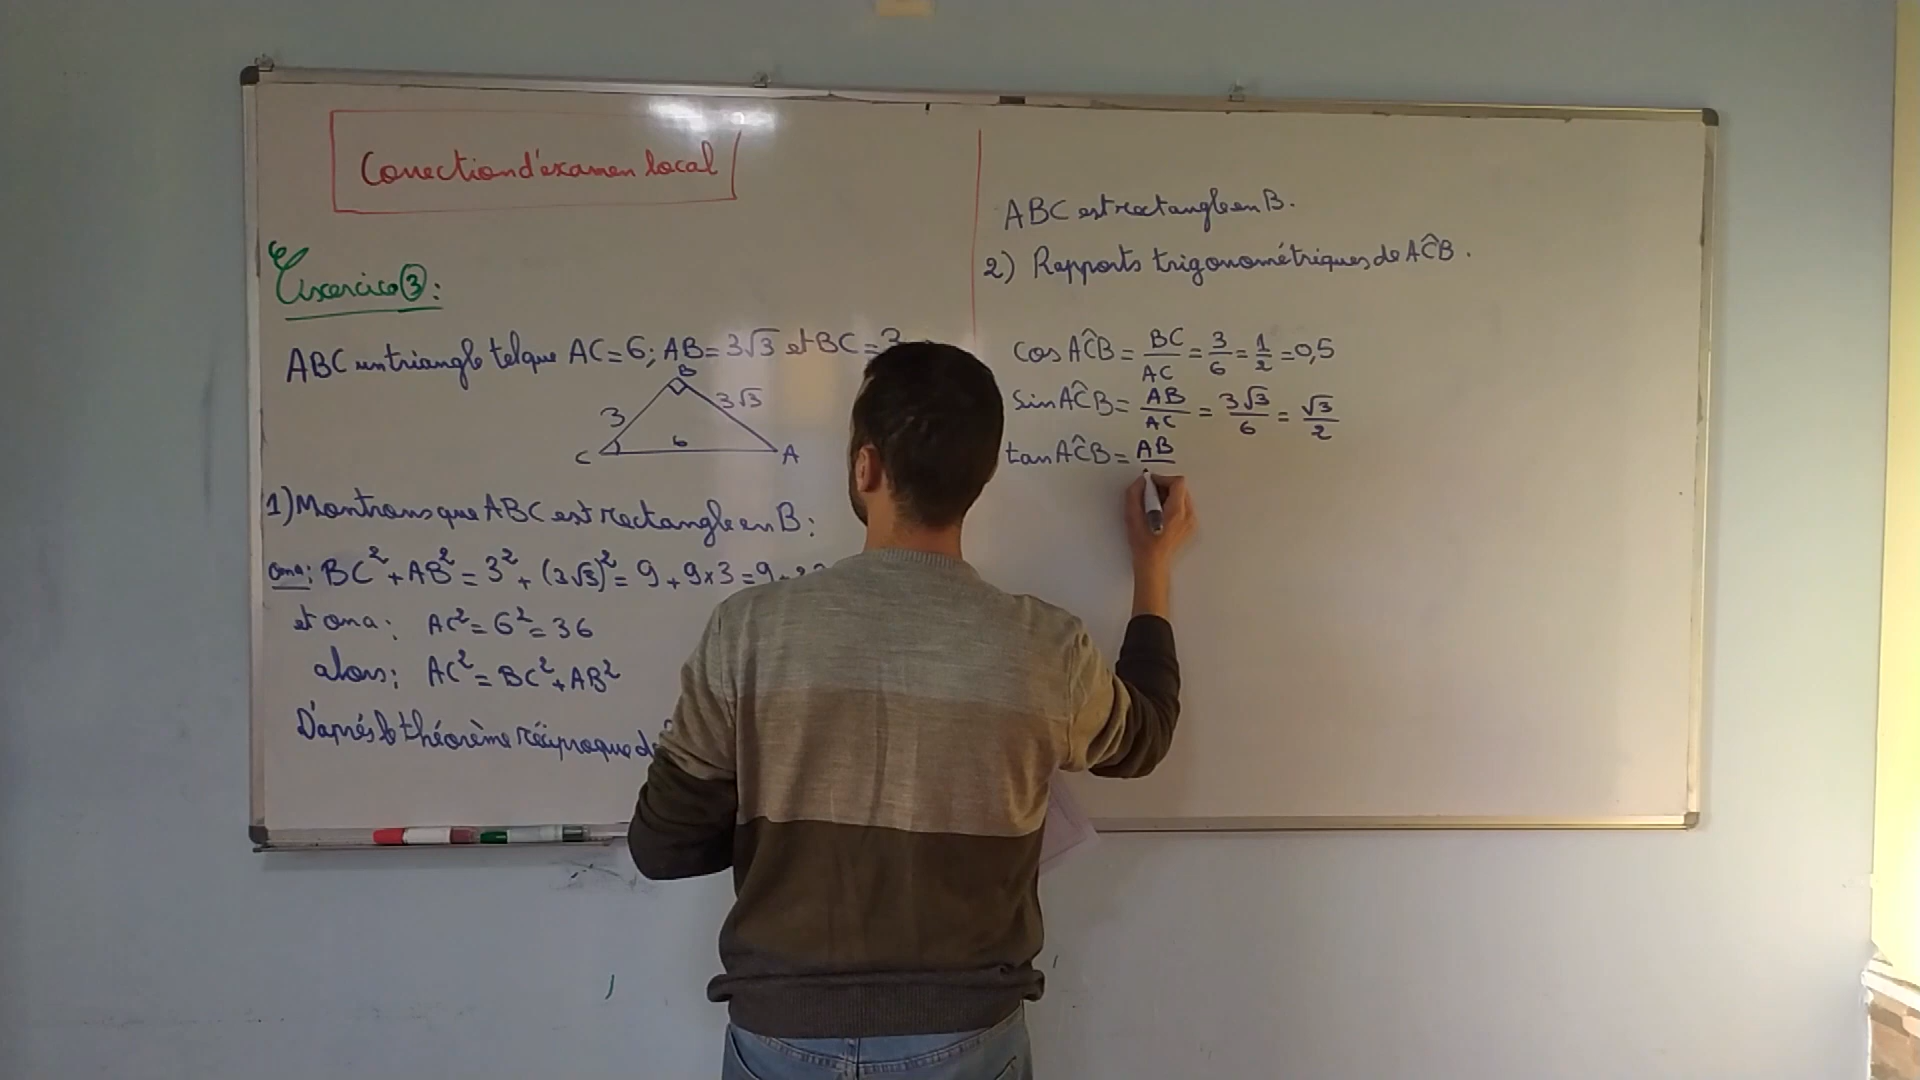 Correction d'examen local
Exercice 3 :
ABC un triangle tel que AC = 6 ; AB = 3√3 et BC = 3
B
3
3√3
6
C
A
1) Montrons que ABC est rectangle en B :
on a : BC² + AB² = 3² + (3√3)² = 9 + 9×3 = 9
et on a : AC² = 6² = 36
alors : AC² = BC² + AB²
D'après le théorème réciproque de
ABC est rectangle en B.
2) Rapports trigonométriques de AĈB.
cos AĈB = BC/AC = 3/6 = 1/2 = 0,5
sin AĈB = AB/AC = 3√3/6 = √3/2
tan AĈB = AB